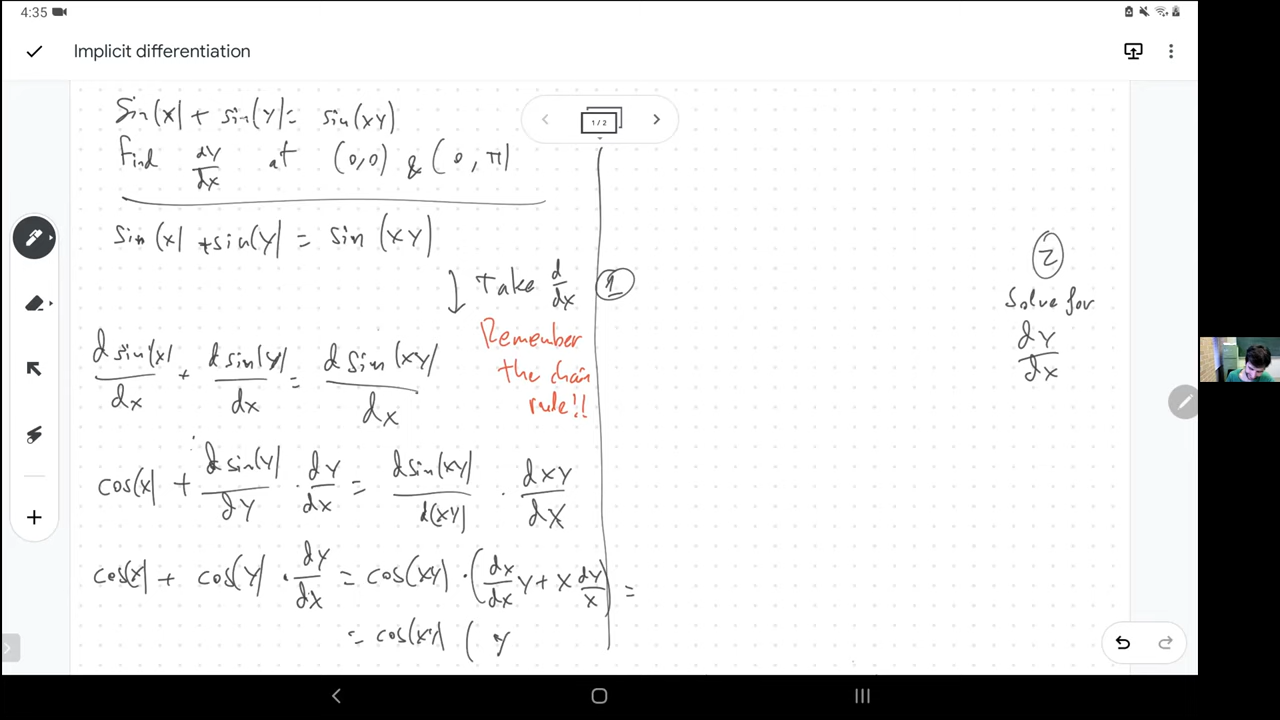 4:35
Implicit differentiation
1/2
Sin(x) + sin(y) = sin(xy)
Find dy/dx at (0,0) & (0, π)
sin(x) + sin(y) = sin(xy)
↓ Take d/dx ①
Remember
the chain
rule!!
d sin(x)/dx + d sin(y)/dx = d sin(xy)/dx
cos(x) + d sin(y)/dy · dy/dx = d sin(xy)/d(xy) · dxy/dx
cos(x) + cos(y) · dy/dx = cos(xy) · (dx/dx y + x dy/x) =
= cos(xy) ( y
②
Solve for
dy/dx